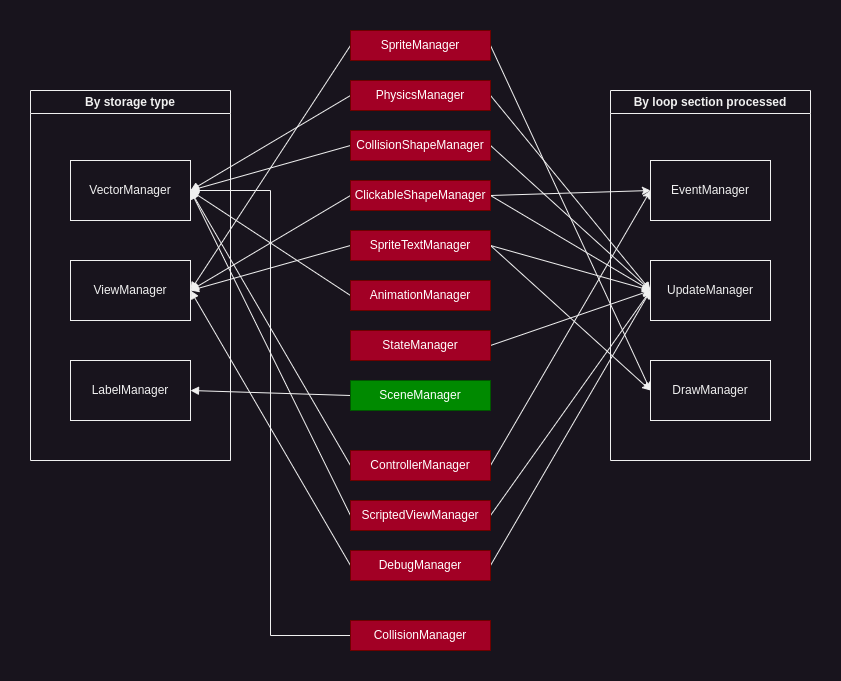 SpriteManager
By storage type
PhysicsManager
By loop section processed
CollisionShapeManager
VectorManager
ClickableShapeManager
EventManager
SpriteTextManager
ViewManager
AnimationManager
UpdateManager
StateManager
LabelManager
SceneManager
DrawManager
ControllerManager
ScriptedViewManager
DebugManager
CollisionManager